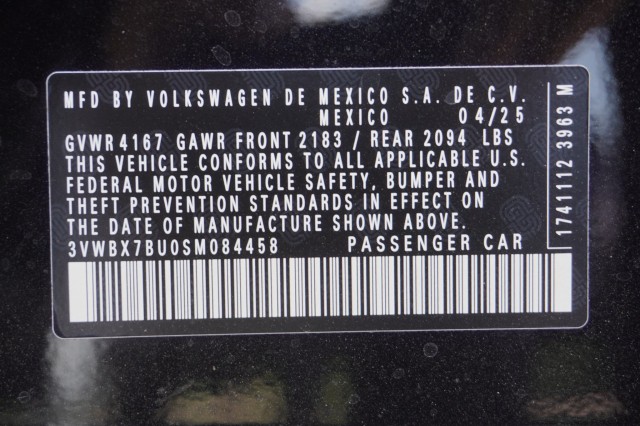 MFD BY VOLKSWAGEN DE MEXICO S.A. DE C.V.
MEXICO 04/25
GVWR 4167 GAWR FRONT 2183 / REAR 2094 LBS
THIS VEHICLE CONFORMS TO ALL APPLICABLE U.S.
FEDERAL MOTOR VEHICLE SAFETY, BUMPER AND
THEFT PREVENTION STANDARDS IN EFFECT ON
THE DATE OF MANUFACTURE SHOWN ABOVE.
3VWBX7BU0SM084458 PASSENGER CAR
1741112 3963 M